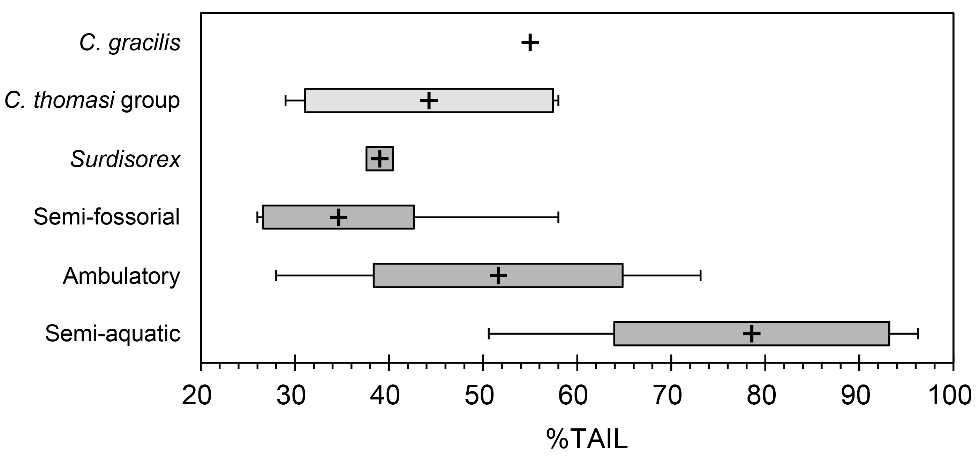 C. gracilis
C. thomasi group
Surdisorex
Semi-fossorial
Ambulatory
Semi-aquatic
20 30 40 50 60 70 80 90 100
%TAIL